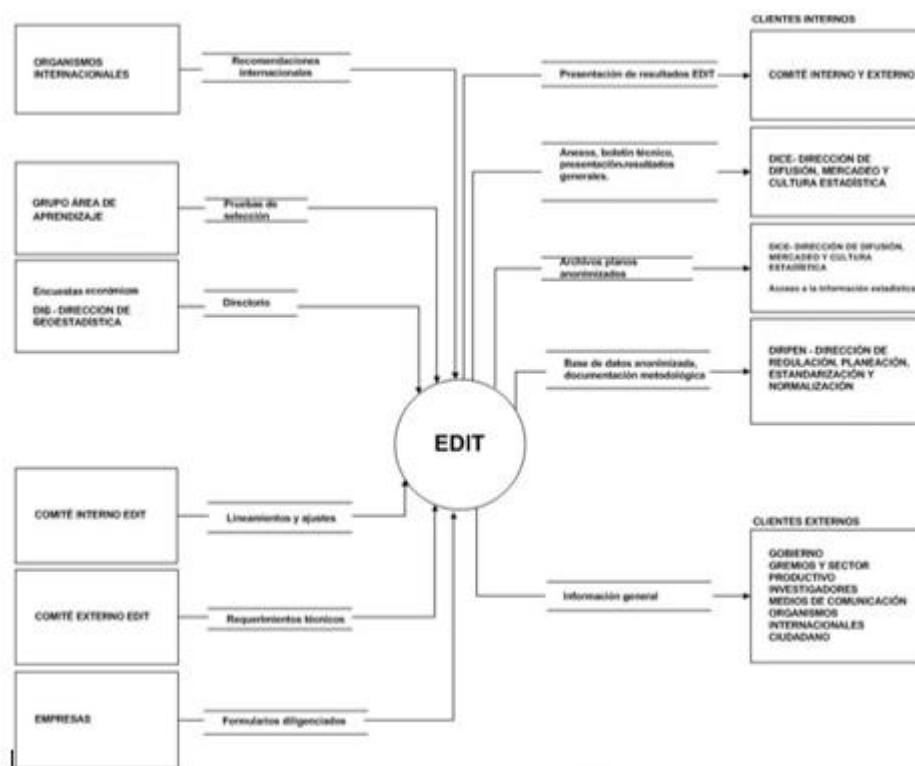 ORGANISMOS
INTERNACIONALES
Recomendaciones
internacionales
GRUPO ÁREA DE
APRENDIZAJE
Pruebas de
selección
Encuestas económicas
DIG - DIRECCION DE
GEOESTADÍSTICA
Directorio
EDIT
COMITÉ INTERNO EDIT
Lineamientos y ajustes
COMITÉ EXTERNO EDIT
Requerimientos técnicos
EMPRESAS
Formularios diligenciados
CLIENTES INTERNOS
Presentación de resultados EDIT
COMITÉ INTERNO Y EXTERNO
Anexos, boletín técnico,
presentación,resultados
generales.
DICE- DIRECCIÓN DE
DIFUSIÓN, MERCADEO Y
CULTURA ESTADÍSTICA
Archivos planos
anonimizados
DICE- DIRECCIÓN DE DIFUSIÓN,
MERCADEO Y CULTURA
ESTADÍSTICA
Acceso a la información estadística
Base de datos anonimizada,
documentación metodológica
DIRPEN - DIRECCIÓN DE
REGULACIÓN, PLANEACIÓN,
ESTANDARIZACIÓN Y
NORMALIZACIÓN
CLIENTES EXTERNOS
Información general
GOBIERNO
GREMIOS Y SECTOR
PRODUCTIVO
INVESTIGADORES
MEDIOS DE COMUNICACIÓN
ORGANISMOS
INTERNACIONALES
CIUDADANO